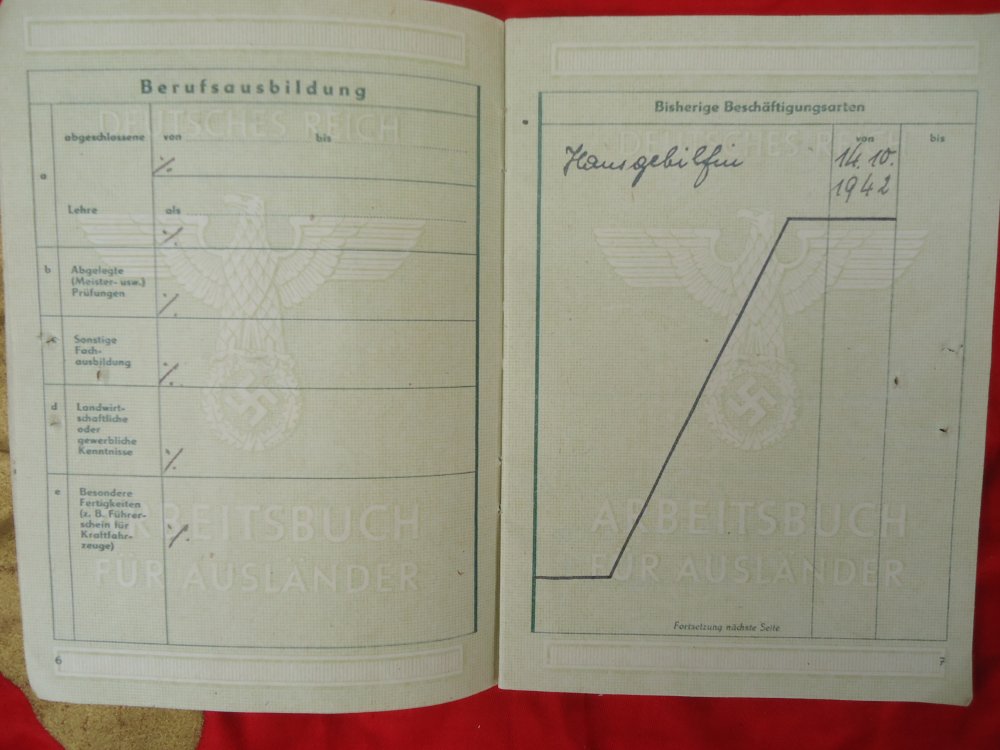 Berufsausbildung
DEUTSCHES REICH
a
abgeschlossene
von
bis
%
Lehre
als
%
b
Abgelegte
(Meister- usw.)
Prüfungen
%
Sonstige
Fach-
ausbildung
%
d
Landwirt-
schaftliche
oder
gewerbliche
Kenntnisse
%
e
Besondere
Fertigkeiten
(z. B. Führer-
schein für
Kraftfahr-
zeuge)
%
ARBEITSBUCH
FÜR AUSLÄNDER
6
Bisherige Beschäftigungsarten
DEUTSCHES REICH
von
bis
Hausgehilfin
14. 10.
1942
ARBEITSBUCH
FÜR AUSLÄNDER
Fortsetzung nächste Seite
7